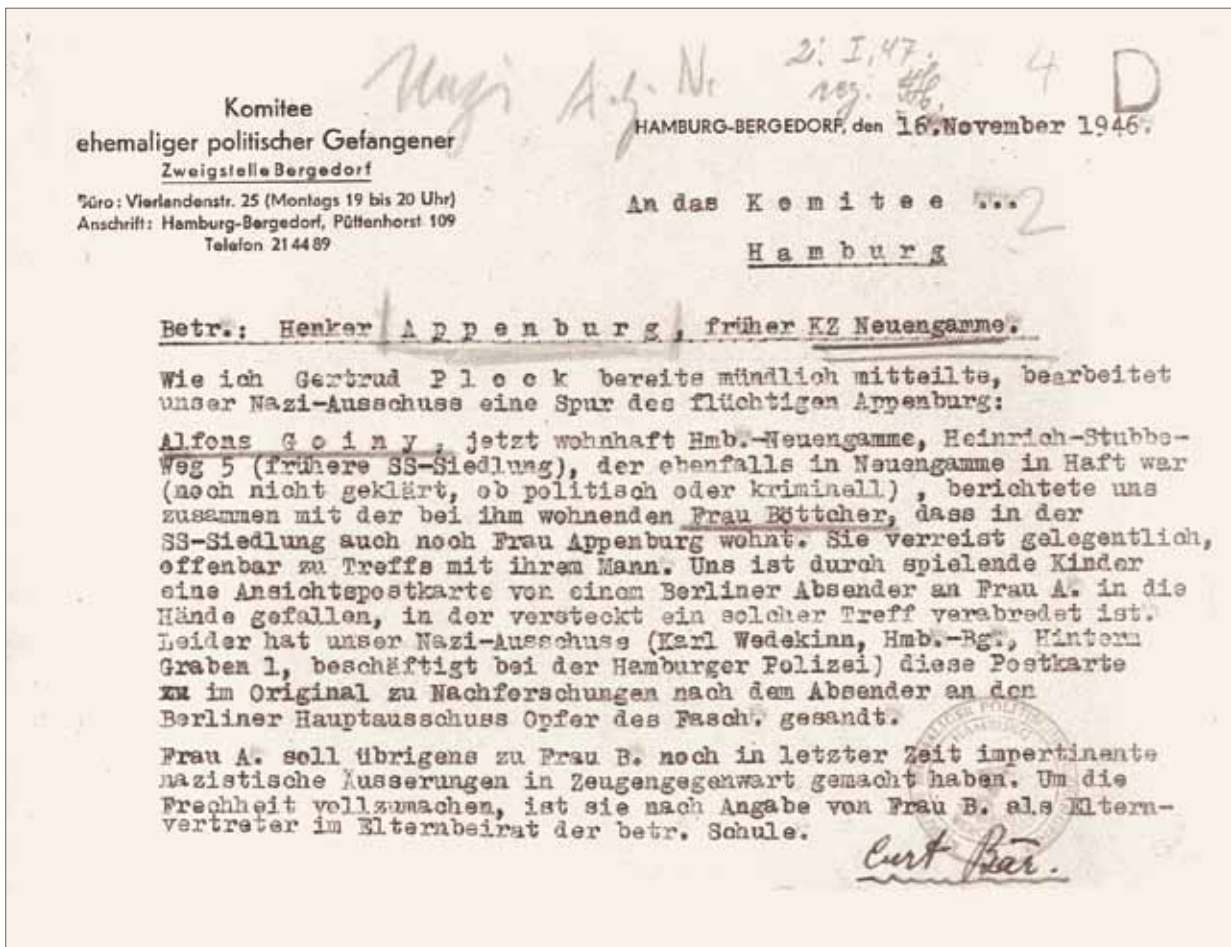 2. I. 47.
4 D
A. z. N.
Komitee
ehemaliger politischer Gefangener
Zweigstelle Bergedorf
Büro: Vierlandenstr. 25 (Montags 19 bis 20 Uhr)
Anschrift: Hamburg-Bergedorf, Püttenhorst 109
Telefon 21 44 89
HAMBURG-BERGEDORF, den 16.November 1946.
An das K o m i t e e ...
2
H a m b u r g
Betr.: Henker A p p e n b u r g , früher KZ Neuengamme.
Wie ich Gertrud P l o c k bereits mündlich mitteilte, bearbeitet
unser Nazi-Ausschuss eine Spur des flüchtigen Appenburg:
Alfons G o i n y , jetzt wohnhaft Hmb.-Neuengamme, Heinrich-Stubbe-
Weg 5 (frühere SS-Siedlung), der ebenfalls in Neuengamme in Haft war
(noch nicht geklärt, ob politisch oder kriminell) , berichtete uns
zusammen mit der bei ihm wohnenden Frau Böttcher, dass in der
SS-Siedlung auch noch Frau Appenburg wohnt. Sie verreist gelegentlich,
offenbar zu Treffs mit ihrem Mann. Uns ist durch spielende Kinder
eine Ansichtspostkarte von einem Berliner Absender an Frau A. in die
Hände gefallen, in der versteckt ein solcher Treff verabredet ist.
Leider hat unser Nazi-Ausschuss (Karl Wedekinn, Hmb.-Bg., Hintern
Graben 1, beschäftigt bei der Hamburger Polizei) diese Postkarte
zu im Original zu Nachforschungen nach dem Absender an den
Berliner Hauptausschuss Opfer des Fasch. gesandt.
Frau A. soll übrigens zu Frau B. noch in letzter Zeit impertinente
nazistische Äusserungen in Zeugengegenwart gemacht haben. Um die
Frechheit vollzumachen, ist sie nach Angabe von Frau B. als Eltern-
vertreter im Elternbeirat der betr. Schule.
Curt Bär.